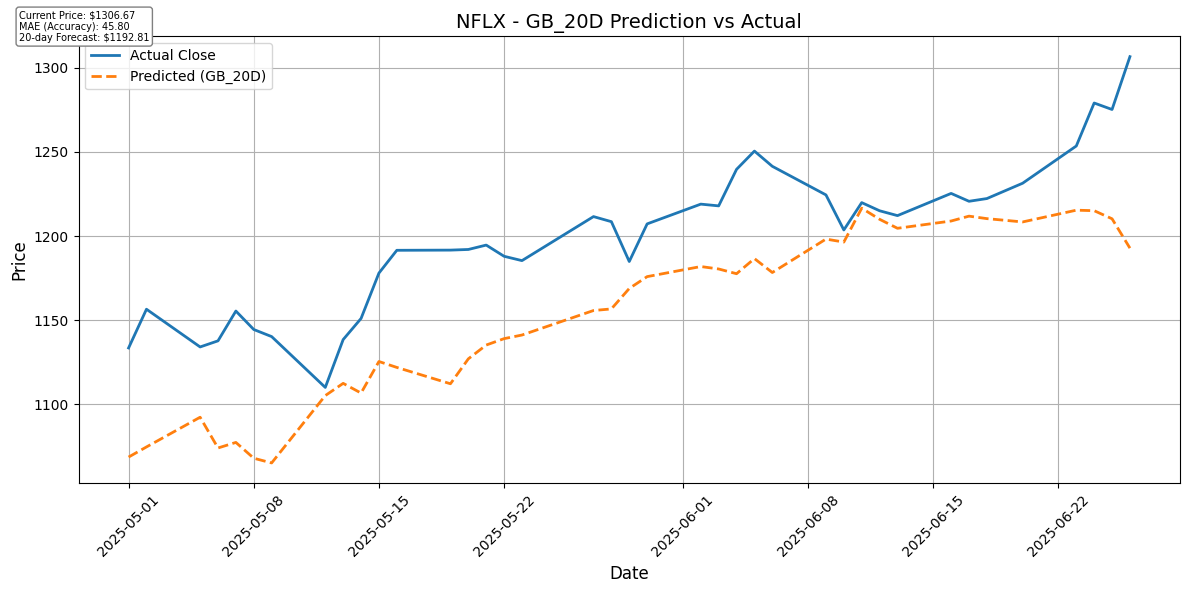 Current Price: $1306.67
MAE (Accuracy): 45.80
20-day Forecast: $1192.81
NFLX - GB_20D Prediction vs Actual
Actual Close
Predicted (GB_20D)
1300
1250
1200
1150
1100
Price
2025-05-01
2025-05-08
2025-05-15
2025-05-22
2025-06-01
2025-06-08
2025-06-15
2025-06-22
Date